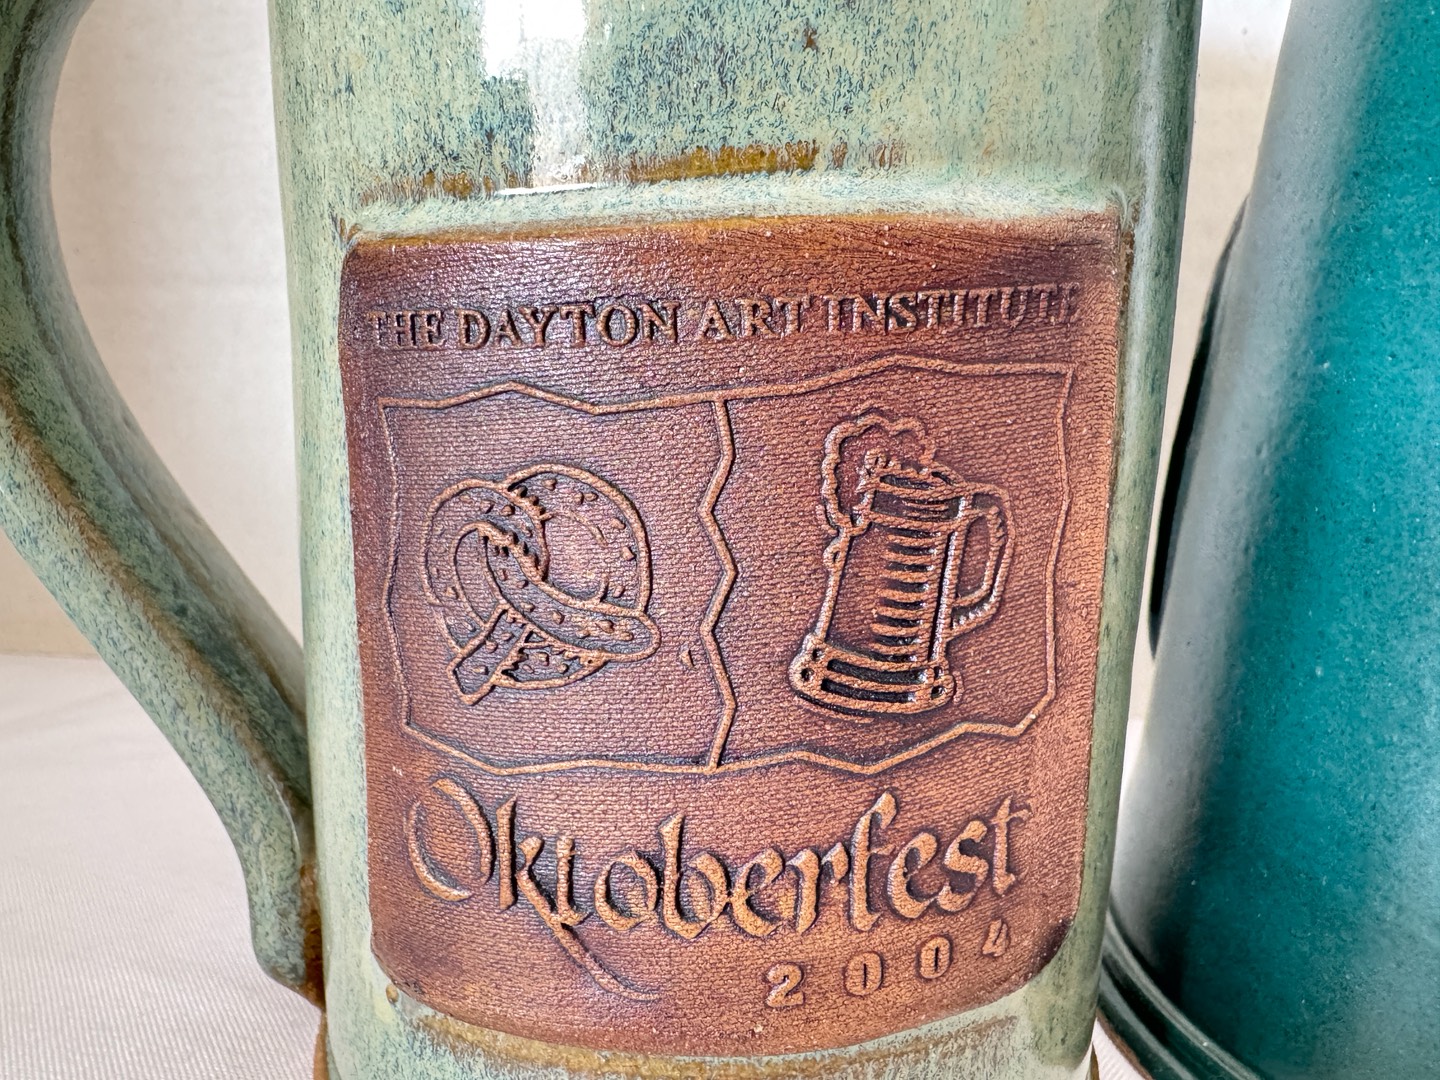 THE DAYTON ART INSTITUTE
Oktoberfest
2004